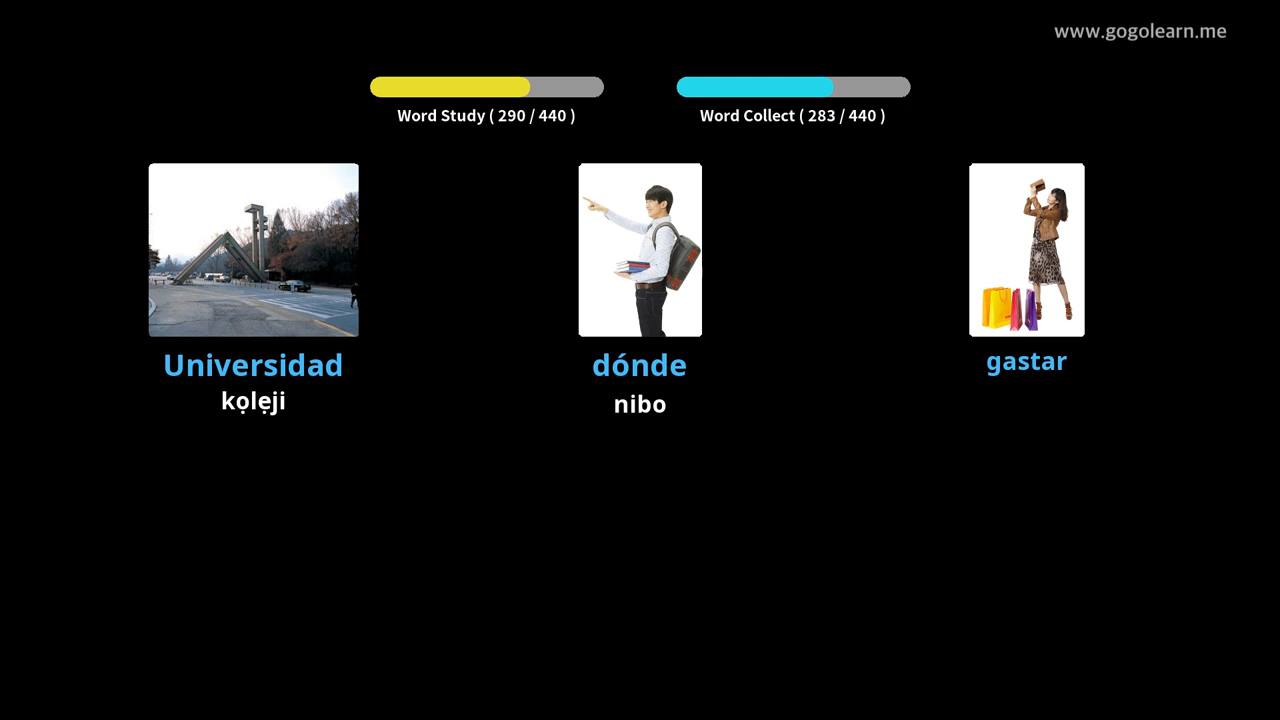 www.gogolearn.me
Word Study ( 290 / 440 )
Word Collect ( 283 / 440 )
Universidad
kọlẹji
dónde
nibo
gastar